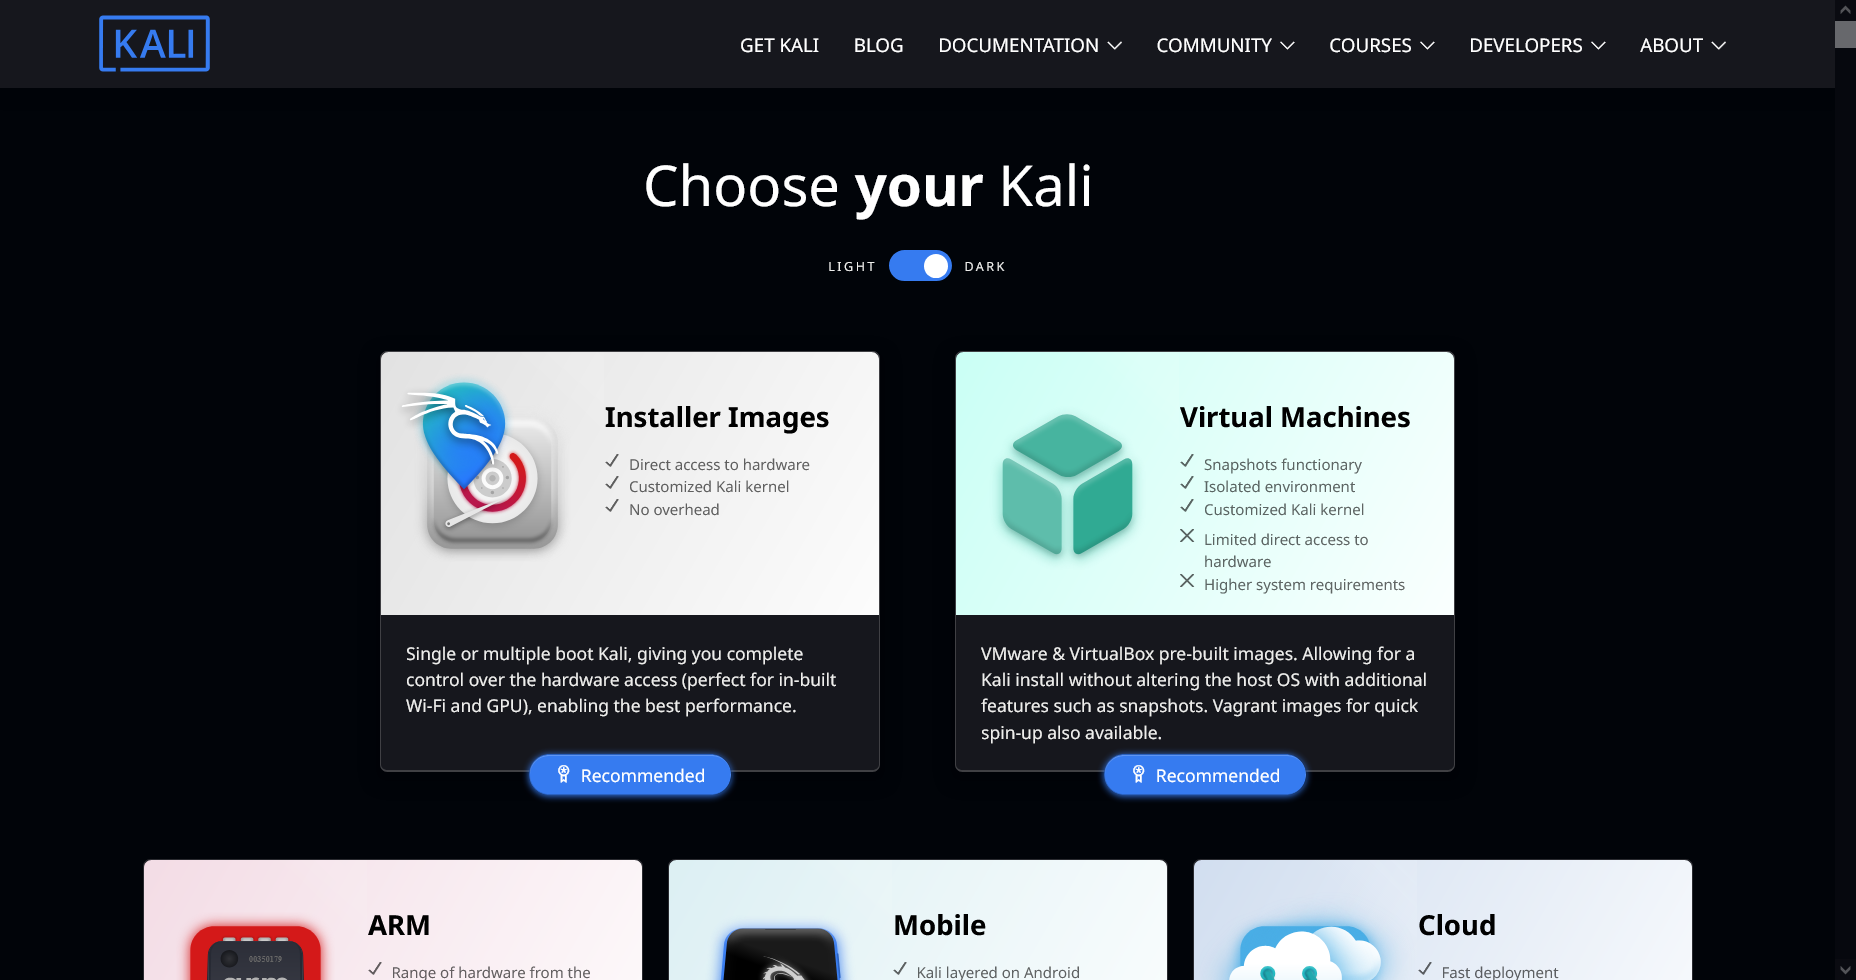 KALI
GET KALI
BLOG
DOCUMENTATION
COMMUNITY
COURSES
DEVELOPERS
ABOUT
Choose your Kali
LIGHT
DARK
Installer Images
Direct access to hardware
Customized Kali kernel
No overhead
Single or multiple boot Kali, giving you complete
control over the hardware access (perfect for in-built
Wi-Fi and GPU), enabling the best performance.
Recommended
Virtual Machines
Snapshots functionary
Isolated environment
Customized Kali kernel
Limited direct access to
hardware
Higher system requirements
VMware & VirtualBox pre-built images. Allowing for a
Kali install without altering the host OS with additional
features such as snapshots. Vagrant images for quick
spin-up also available.
Recommended
00350179
ARM
Range of hardware from the
Mobile
Kali layered on Android
Cloud
Fast deployment